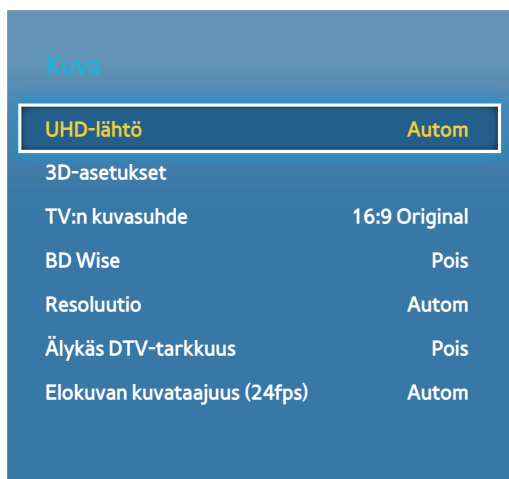 Kuva
UHD-lähtö Autom
3D-asetukset
TV:n kuvasuhde 16:9 Original
BD Wise Pois
Resoluutio Autom
Älykäs DTV-tarkkuus Pois
Elokuvan kuvataajuus (24fps) Autom